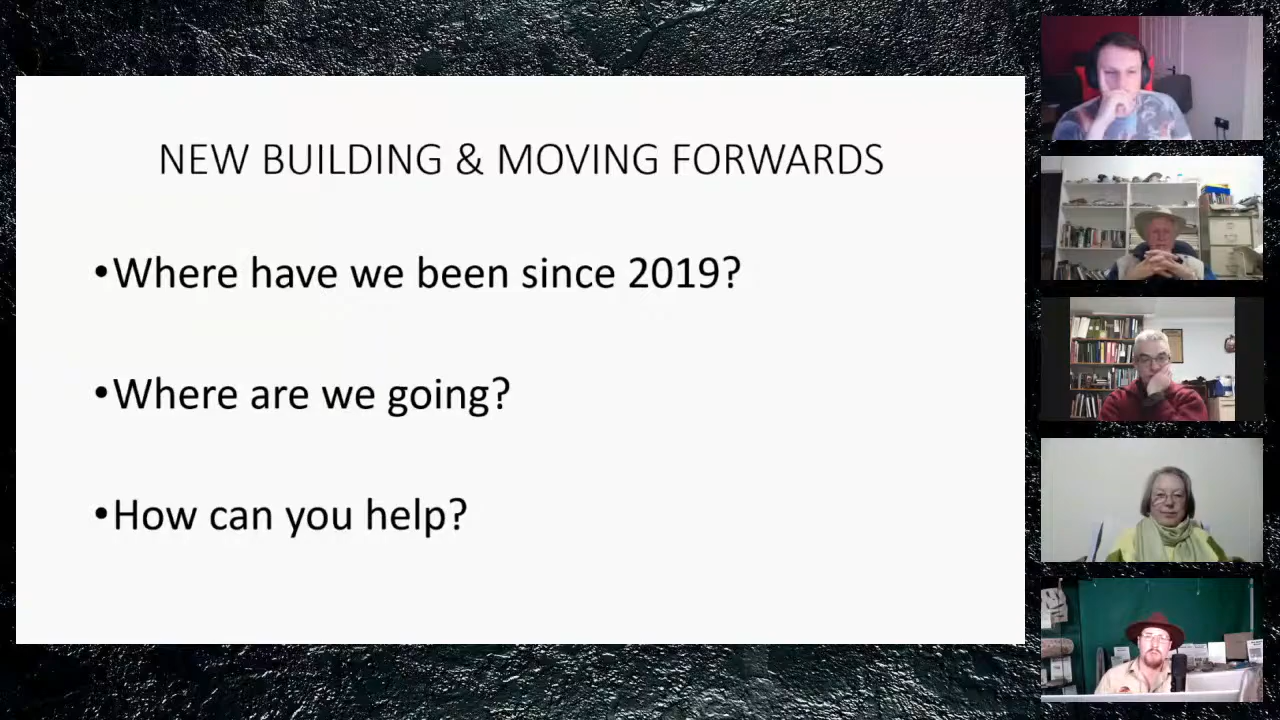 NEW BUILDING & MOVING FORWARDS
•Where have we been since 2019?
•Where are we going?
•How can you help?